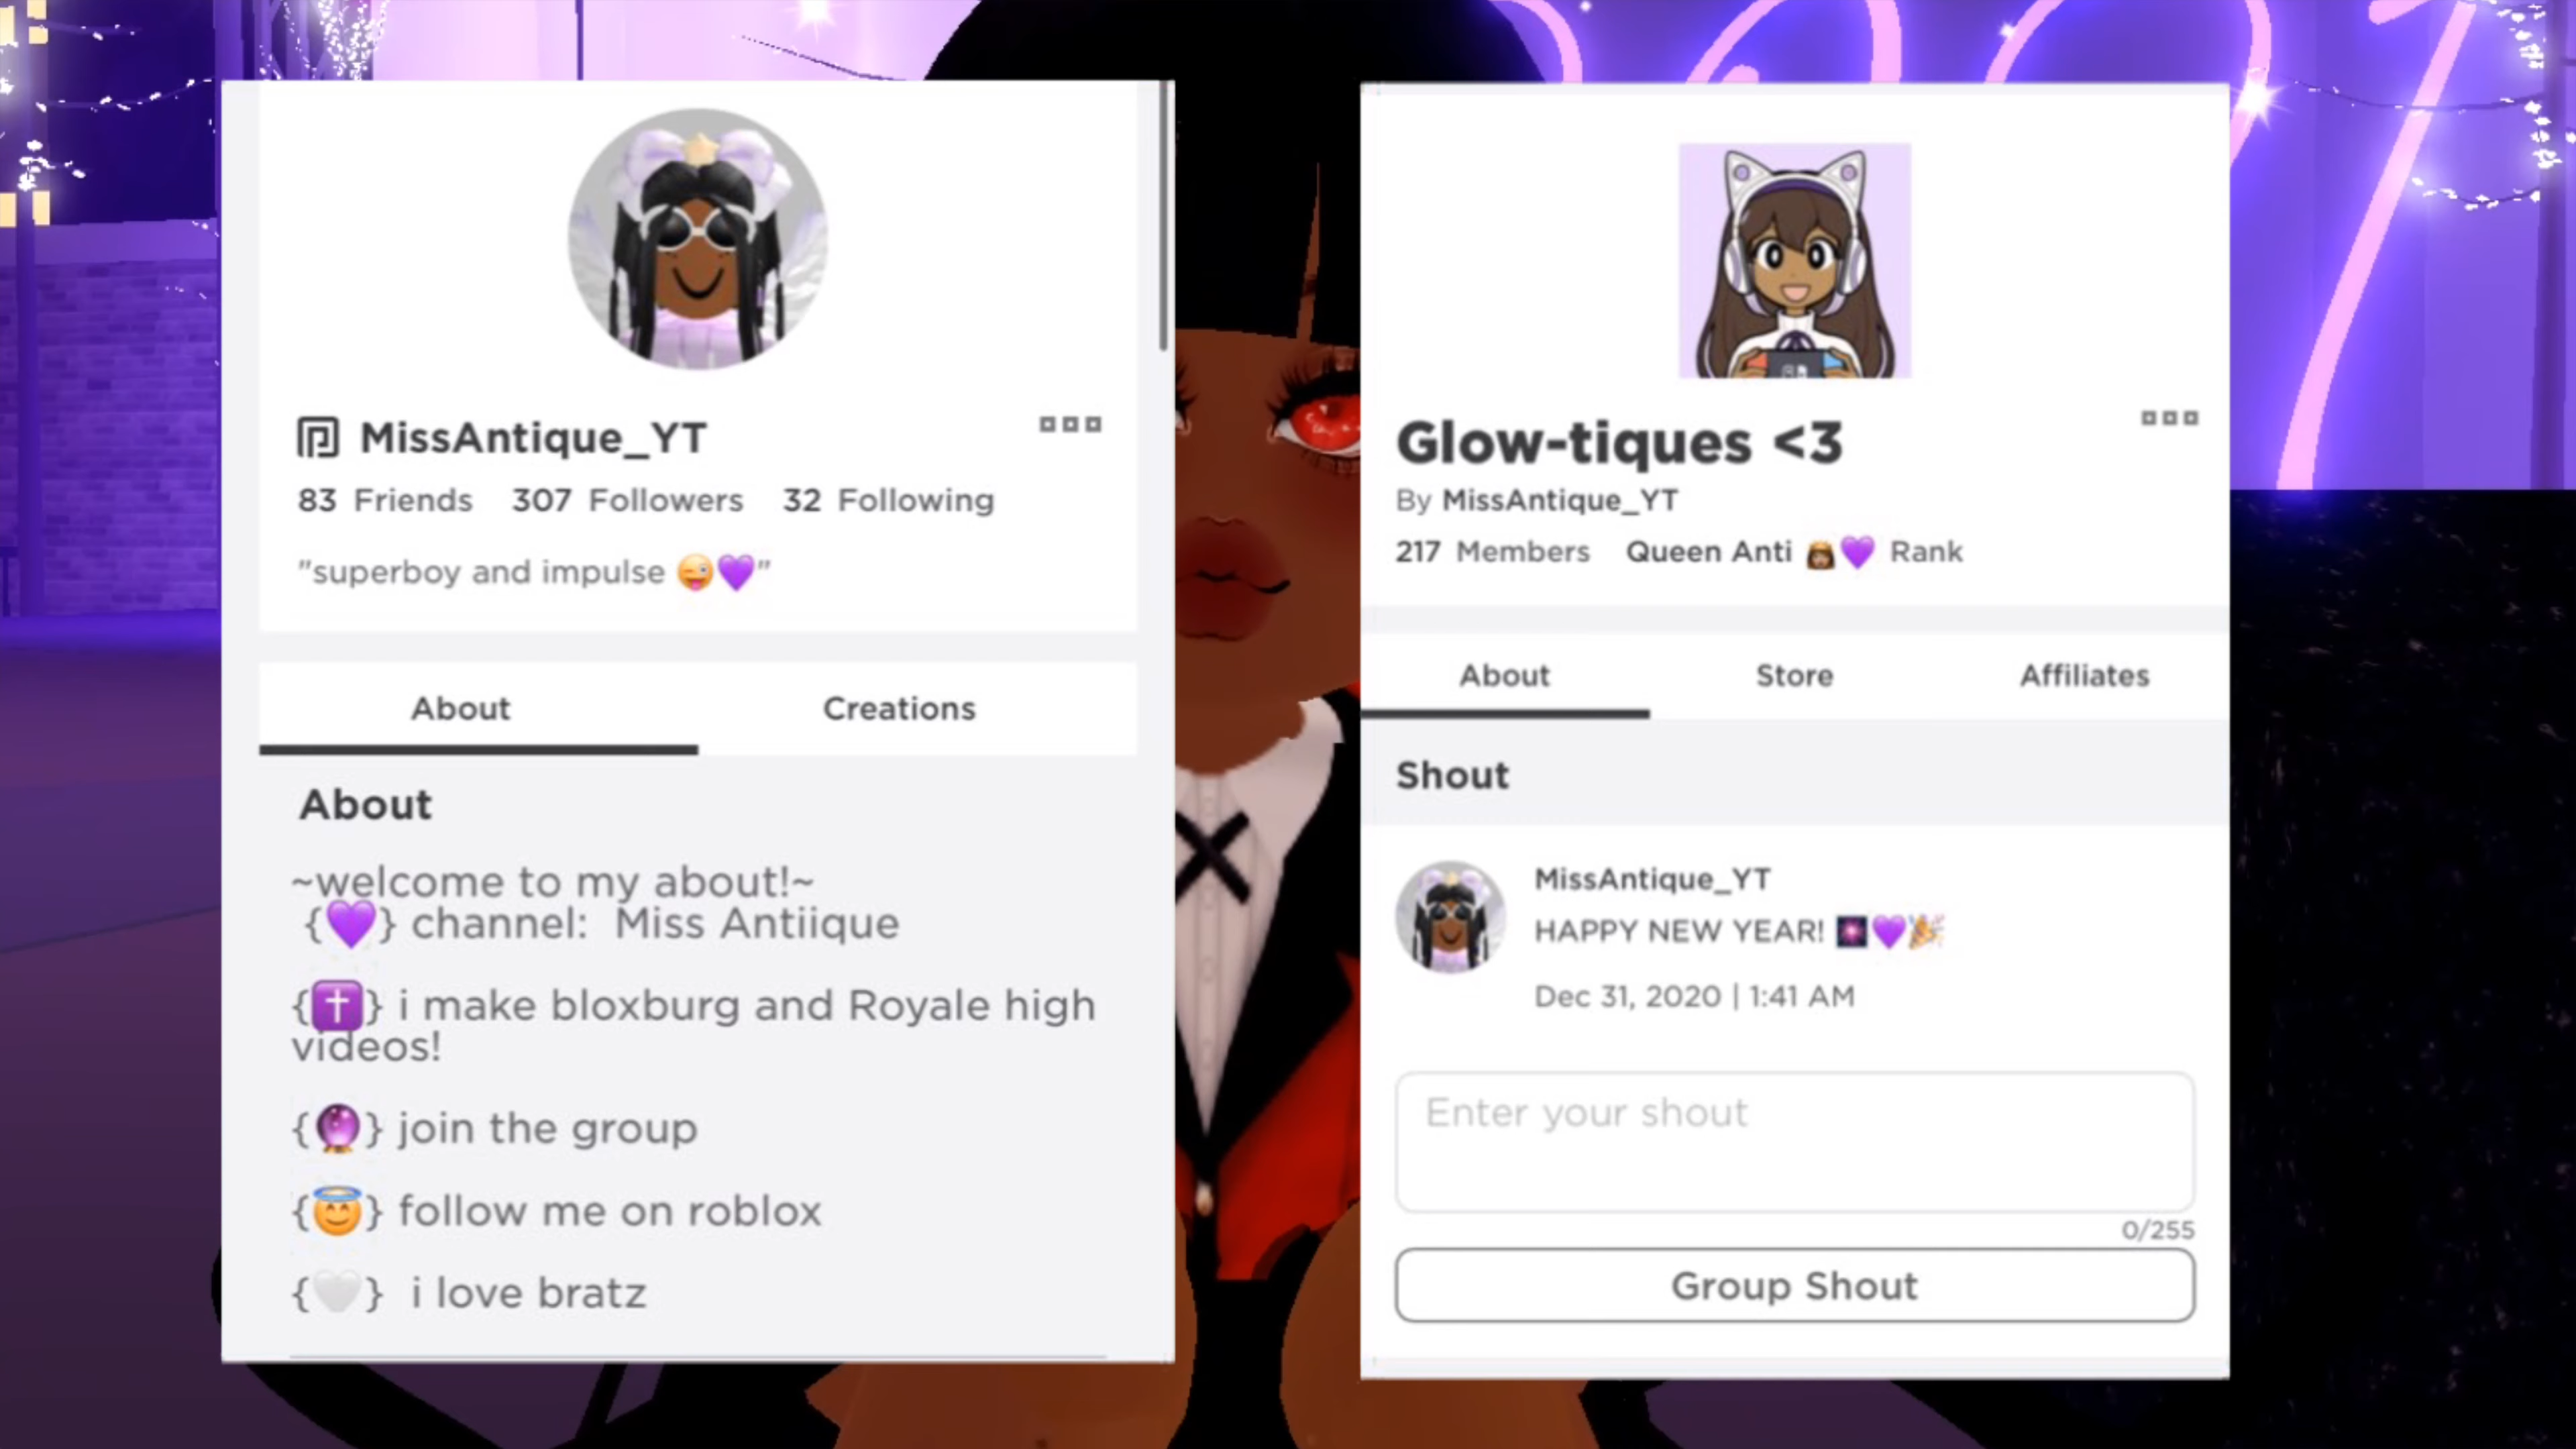 MissAntique_YT
83 Friends 307 Followers 32 Following
"superboy and impulse 😜💜"
About Creations
About
~welcome to my about!~
{💜} channel: Miss Antiique
{✝️} i make bloxburg and Royale high
videos!
{🔮} join the group
{😇} follow me on roblox
{🤍} i love bratz
Glow-tiques <3
By MissAntique_YT
217 Members Queen Anti 👸🏾💜 Rank
About Store Affiliates
Shout
MissAntique_YT
HAPPY NEW YEAR! 🎆💜🎉
Dec 31, 2020 | 1:41 AM
Enter your shout
0/255
Group Shout